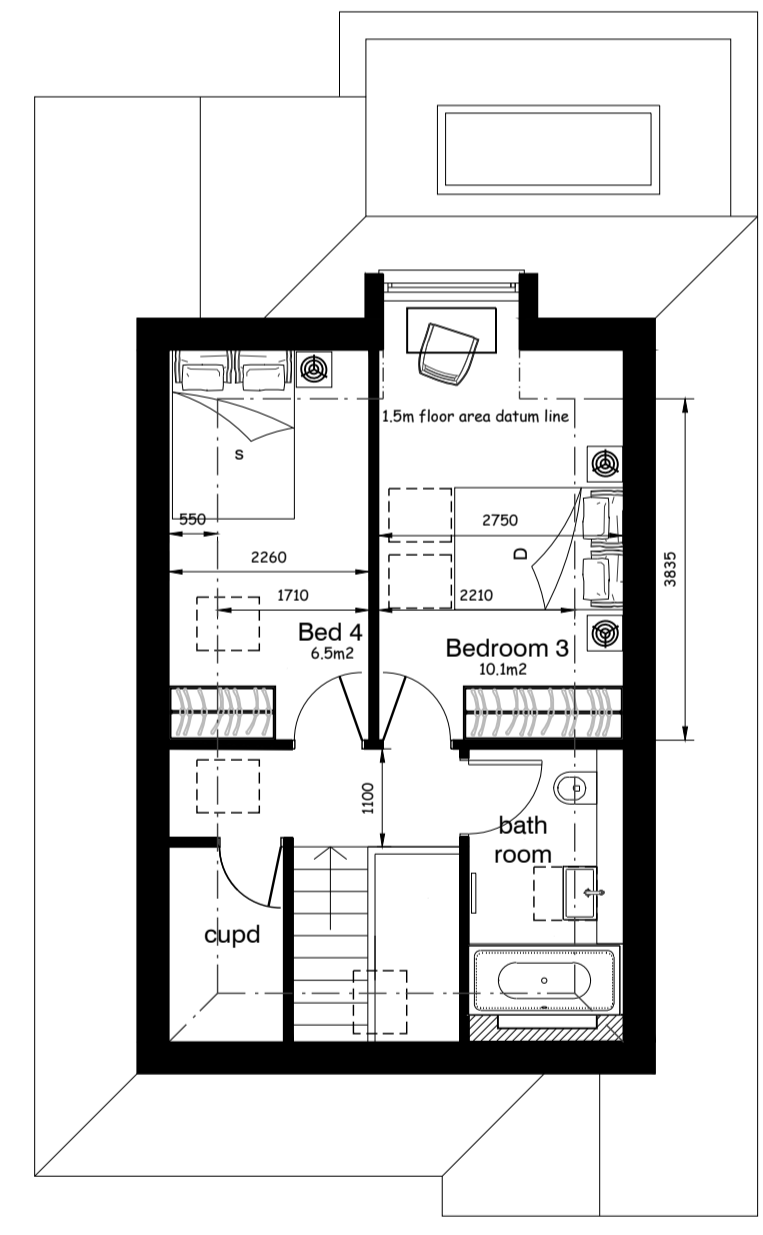 1.5m floor area datum line
s
550
2750
2260
D
3835
1710
2210
Bed 4
6.5m2
Bedroom 3
10.1m2
1100
bath
room
cupd